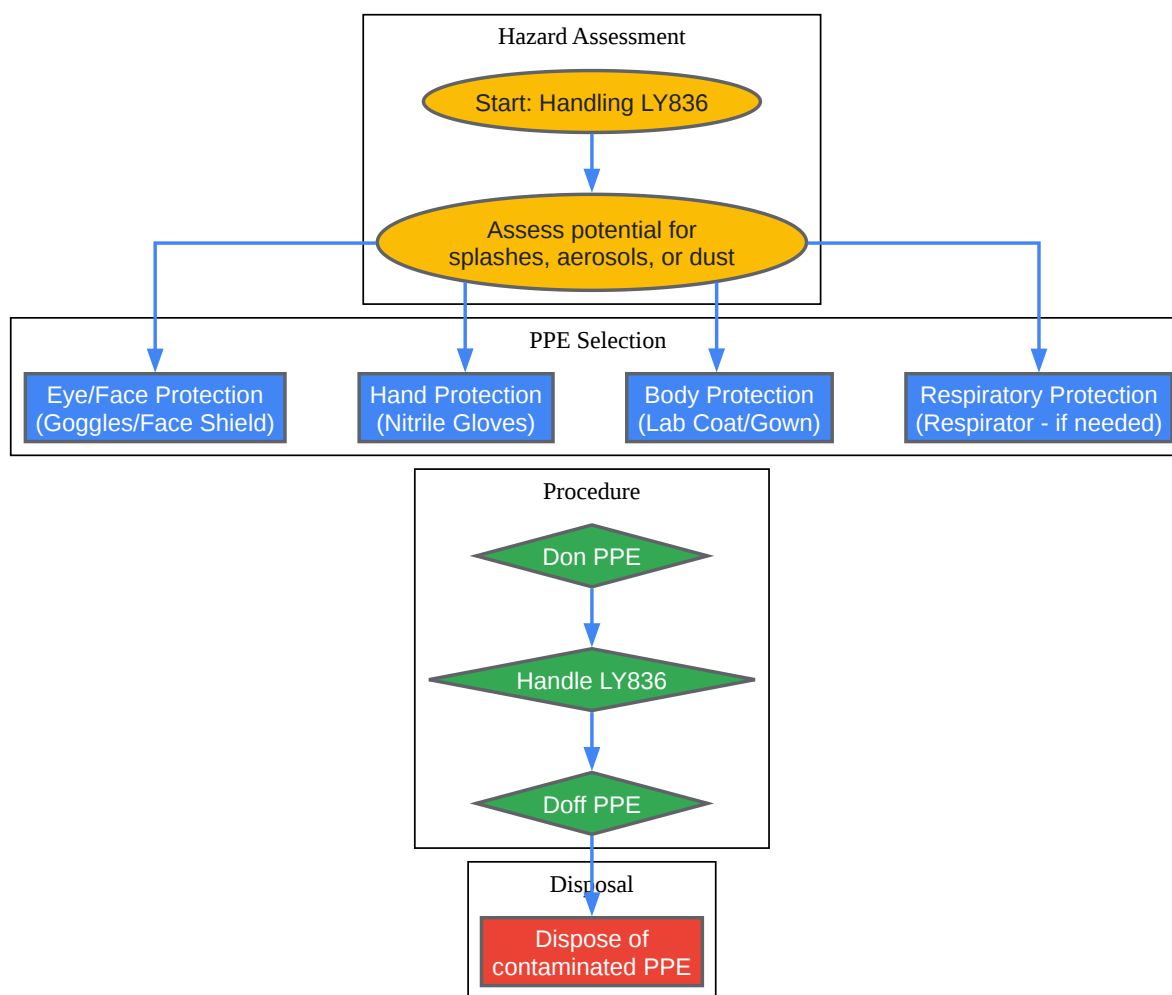 Hazard Assessment
Start: Handling LY836
Assess potential for
splashes, aerosols, or dust
PPE Selection
Eye/Face Protection
(Goggles/Face Shield)
Hand Protection
(Nitrile Gloves)
Body Protection
(Lab Coat/Gown)
Respiratory Protection
(Respirator - if needed)
Procedure
Don PPE
Handle LY836
Doff PPE
Disposal
Dispose of
contaminated PPE